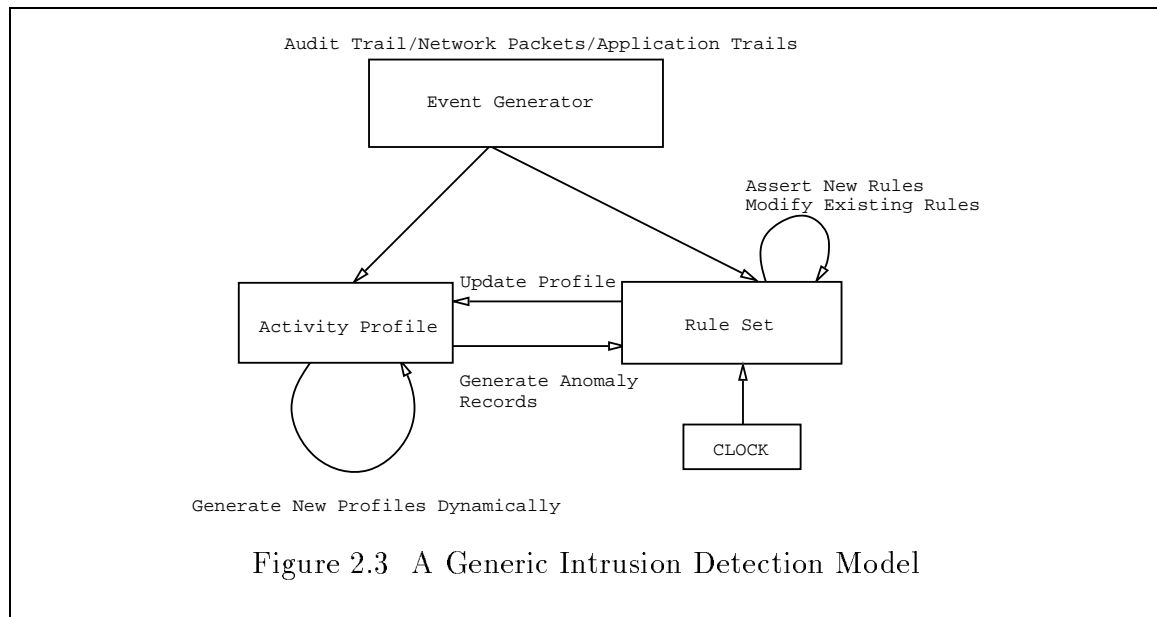 Audit Trail/Network Packets/Application Trails
Event Generator
Assert New Rules
Modify Existing Rules
Update Profile
Activity Profile
Rule Set
Generate Anomaly
Records
CLOCK
Generate New Profiles Dynamically
Figure 2.3 A Generic Intrusion Detection Model